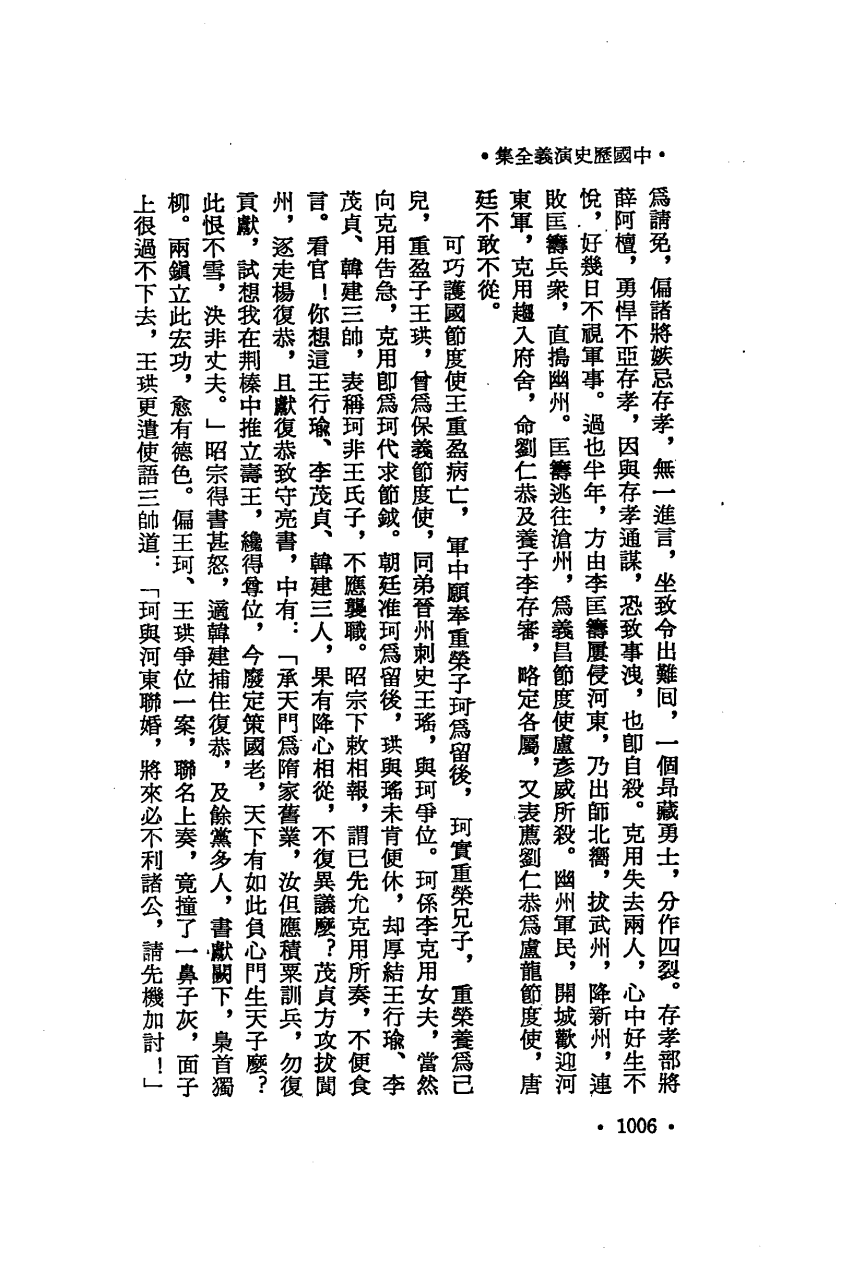 •中國歷史演義全集•
爲請免，偏諸將嫉忌存孝，無一進言，坐致令出難回，一個昂藏勇士，分作四裂。存孝部將
薛阿檀，勇悍不亞存孝，因與存孝通謀，恐致事洩，也卽自殺。克用失去兩人，心中好生不
悅，好幾日不視軍事。過也半年，方由李匡籌屢侵河東，乃出師北嚮，拔武州，降新州，連
敗匡籌兵衆，直搗幽州。匡籌逃往滄州，爲義昌節度使盧彥威所殺。幽州軍民，開城歡迎河
東軍，克用趨入府舍，命劉仁恭及養子李存審，略定各屬，又表薦劉仁恭爲盧龍節度使，唐
廷不敢不從。
可巧護國節度使王重盈病亡，軍中願奉重榮子珂爲留後，珂實重榮兄子，重榮養爲己
兒，重盈子王珙，曾爲保義節度使，同弟晉州刺史王瑤，與珂爭位。珂係李克用女夫，當然
向克用告急，克用卽爲珂代求節鉞。朝廷准珂爲留後，珙與瑤未肯便休，却厚結王行瑜、李
茂貞、韓建三帥，表稱珂非王氏子，不應襲職。昭宗下敕相報，謂已先允克用所奏，不便食
言。看官！你想這王行瑜、李茂貞、韓建三人，果有降心相從，不復異議麼？茂貞方攻拔閬
州，逐走楊復恭，且獻復恭致守亮書，中有：「承天門爲隋家舊業，汝但應積粟訓兵，勿復
貢獻，試想我在荆榛中推立壽王，纔得尊位，今廢定策國老，天下有如此負心門生天子麼？
此恨不雪，決非丈夫。」昭宗得書甚怒，適韓建捕住復恭，及餘黨多人，書獻闕下，梟首獨
柳。兩鎭立此宏功，愈有德色。偏王珂、王珙爭位一案，聯名上奏，竟撞了一鼻子灰，面子
上很過不下去，王珙更遣使語三帥道：「珂與河東聯婚，將來必不利諸公，請先機加討！」
• 1006 •